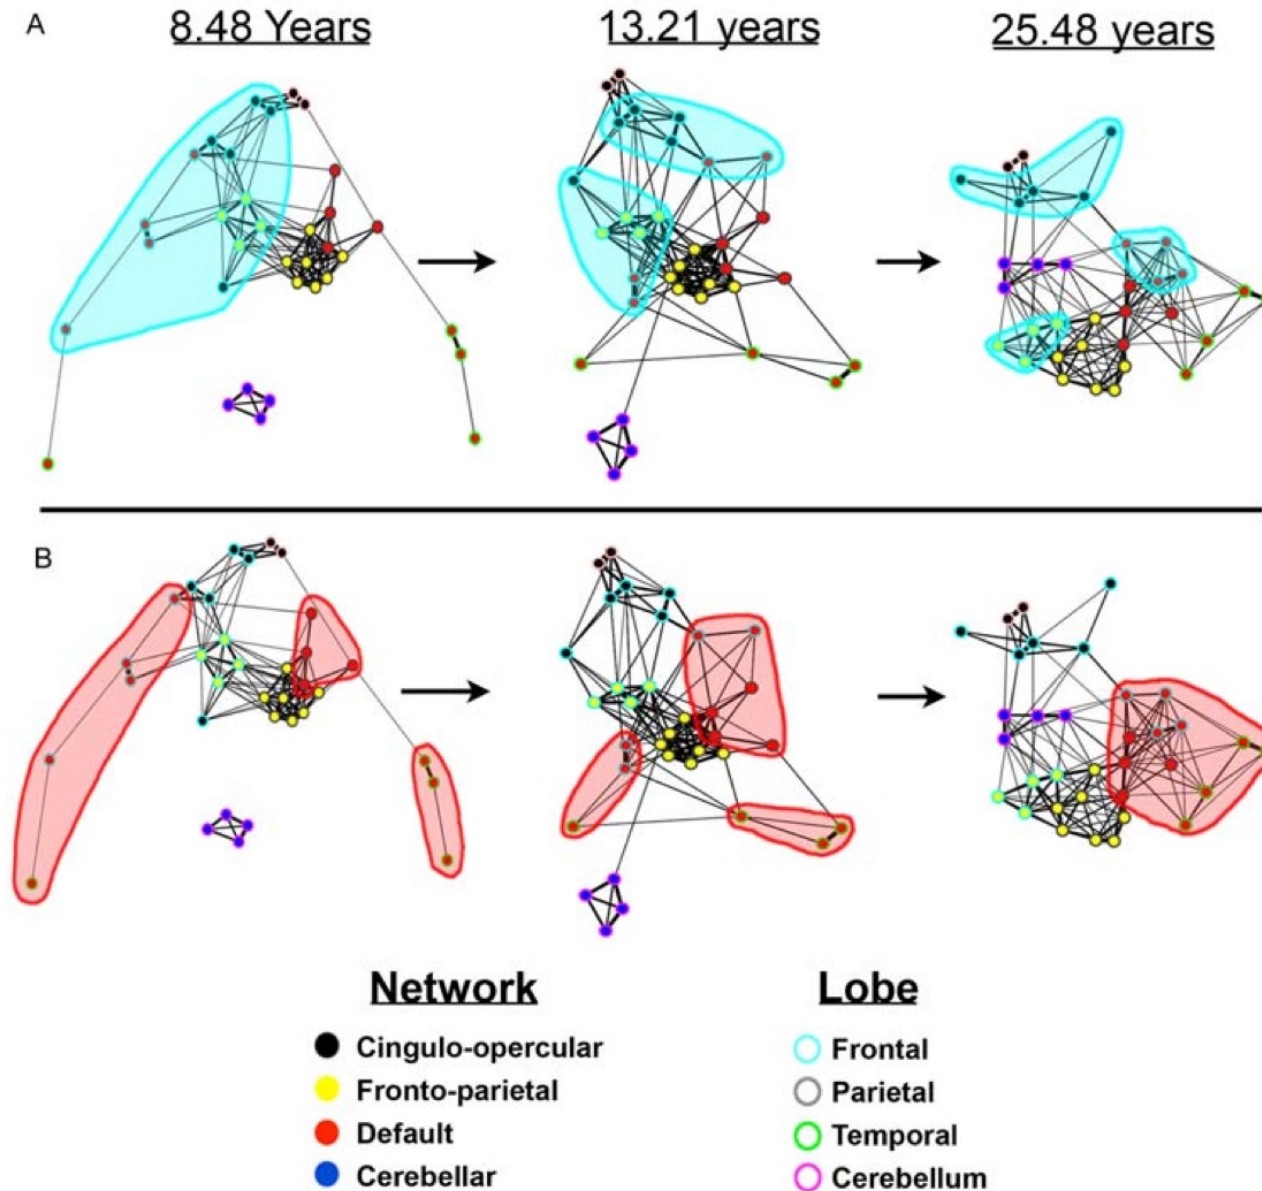 A
8.48 Years
13.21 years
25.48 years
B
Network
Lobe
Cingulo-opercular
Frontal
Fronto-parietal
Parietal
Default
Temporal
Cerebellar
Cerebellum